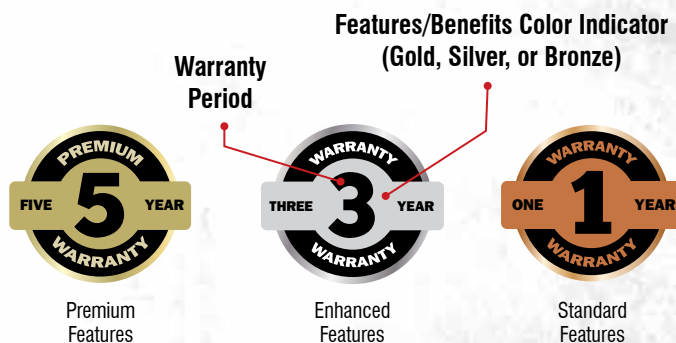 Features/Benefits Color Indicator
(Gold, Silver, or Bronze)
Warranty
Period
PREMIUM
FIVE 5 YEAR
WARRANTY
WARRANTY
THREE 3 YEAR
WARRANTY
WARRANTY
ONE 1 YEAR
WARRANTY
Premium
Features
Enhanced
Features
Standard
Features